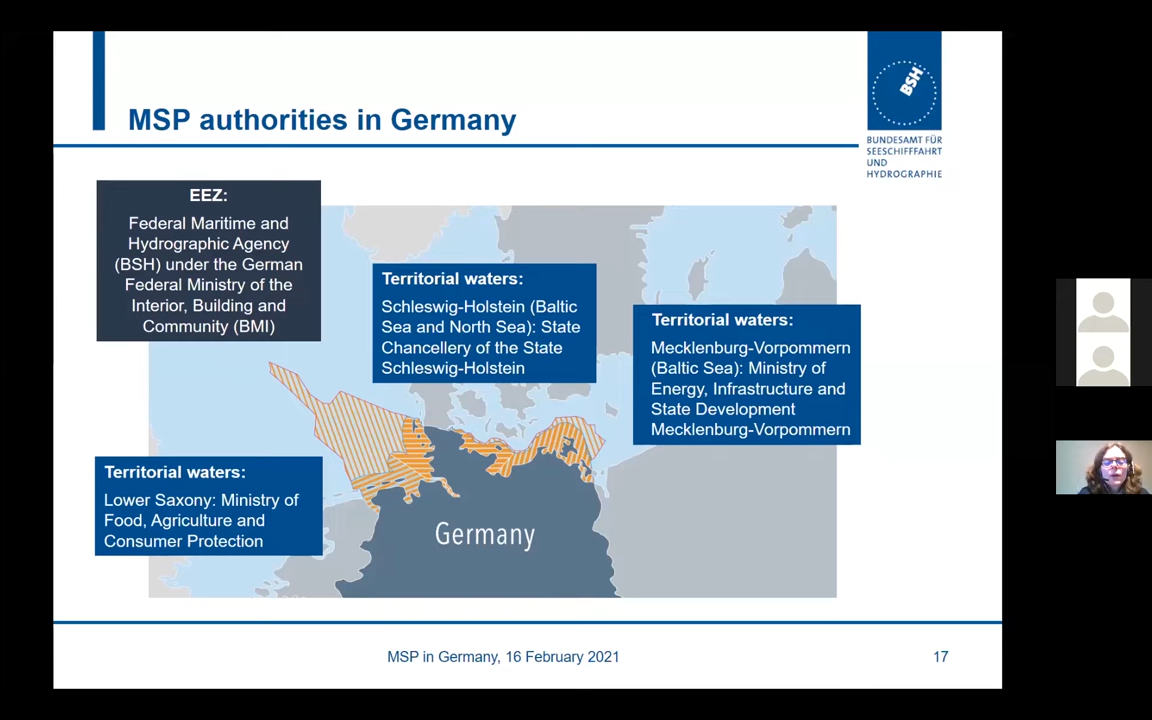 MSP authorities in Germany
BSH
BUNDESAMT FÜR
SEESCHIFFFAHRT
UND
HYDROGRAPHIE
EEZ:
Federal Maritime and
Hydrographic Agency
(BSH) under the German
Federal Ministry of the
Interior, Building and
Community (BMI)
Territorial waters:
Schleswig-Holstein (Baltic
Sea and North Sea): State
Chancellery of the State
Schleswig-Holstein
Territorial waters:
Mecklenburg-Vorpommern
(Baltic Sea): Ministry of
Energy, Infrastructure and
State Development
Mecklenburg-Vorpommern
Territorial waters:
Lower Saxony: Ministry of
Food, Agriculture and
Consumer Protection
Germany
MSP in Germany, 16 February 2021
17